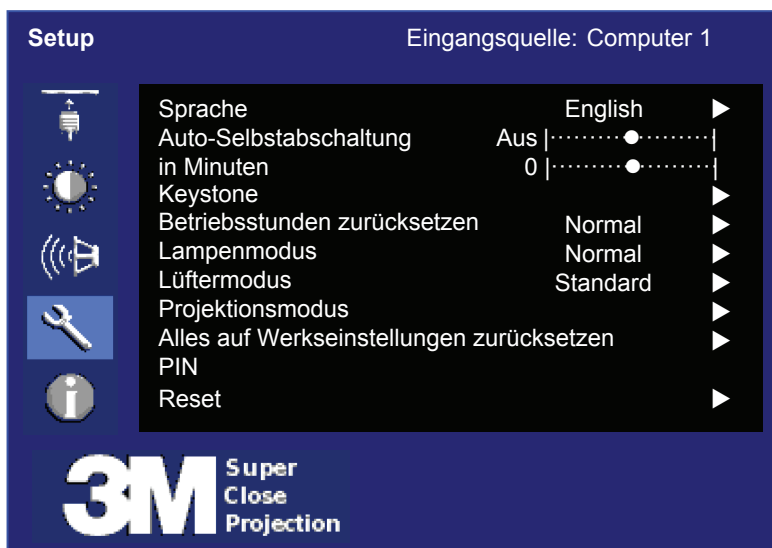 Setup Eingangsquelle: Computer 1
Sprache English
Auto-Selbstabschaltung Aus
in Minuten 0
Keystone
Betriebsstunden zurücksetzen Normal
Lampenmodus Normal
Lüftermodus Standard
Projektionsmodus
Alles auf Werkseinstellungen zurücksetzen
PIN
Reset
3M Super
Close
Projection